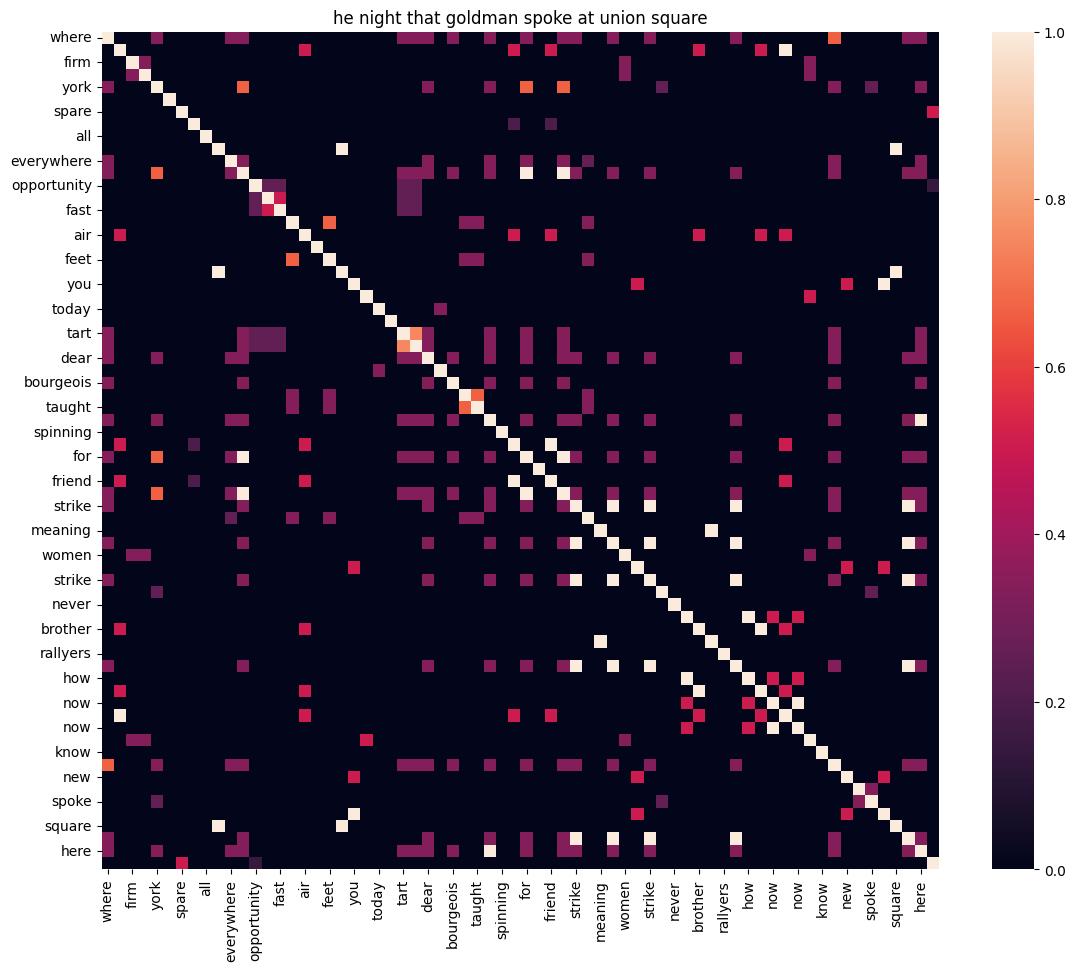 he night that goldman spoke at union square
where
firm
york
spare
all
everywhere
opportunity
fast
air
feet
you
today
tart
dear
bourgeois
taught
spinning
for
friend
strike
meaning
women
strike
never
brother
rallyers
how
now
now
know
new
spoke
square
here
where
firm
york
spare
all
everywhere
opportunity
fast
air
feet
you
today
tart
dear
bourgeois
taught
spinning
for
friend
strike
meaning
women
strike
never
brother
rallyers
how
now
now
know
new
spoke
square
here
1.0
0.8
0.6
0.4
0.2
0.0